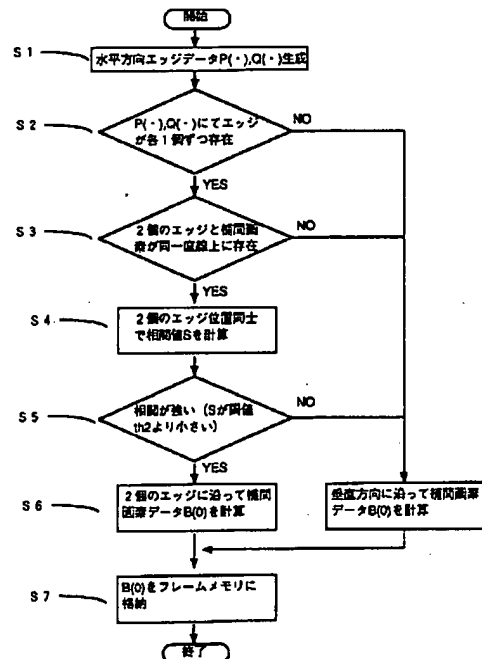 開始
S 1
水平方向エッジデータP(・),Q(・)生成
S 2
P(・),Q(・)にてエッジ
が各1個ずつ存在
NO
YES
S 3
2個のエッジと補間画
素が同一直線上に存在
NO
YES
S 4
2個のエッジ位置同士
で相関値Sを計算
S 5
相関が強い(Sが閾値
th2より小さい)
NO
YES
S 6
2個のエッジに沿って補間
画素データB(0)を計算
垂直方向に沿って補間画素
データB(0)を計算
S 7
B(0)をフレームメモリに
格納
終了